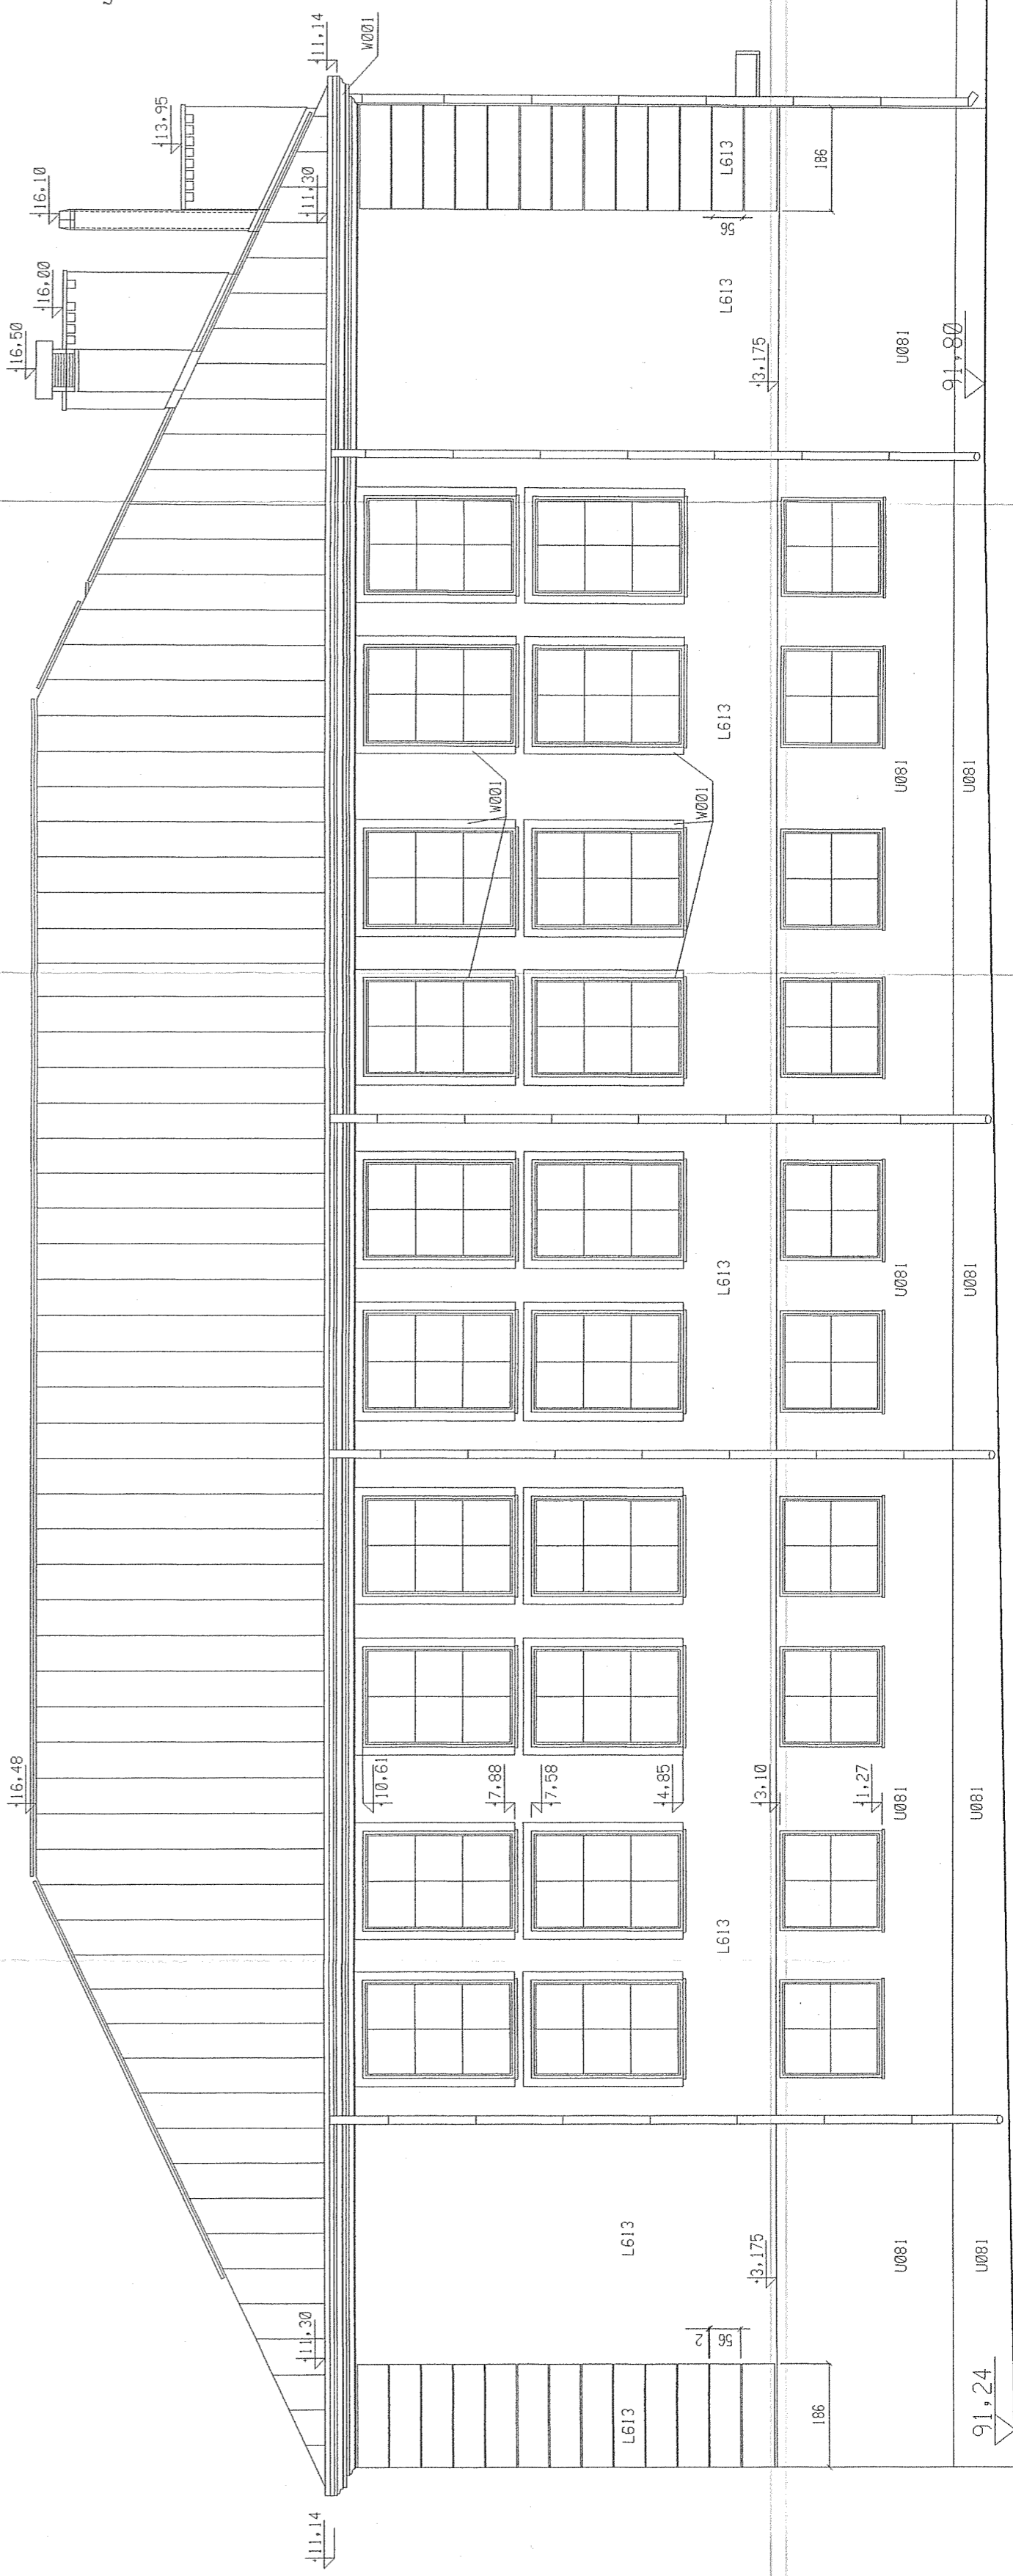 +16,48
+16,50
+16,00
+16,10
+13,95
+11,14
+11,30
+11,30
+11,14
W001
+10,61
+7,88
W001
+7,58
L613
L613
+4,85
W001
2
56
L613
L613
L613
L613
56
L613
+3,175
+3,10
+3,175
186
186
+1,27
U081
U081
U081
U081
U081
91,80
U081
U081
U081
U081
91,24